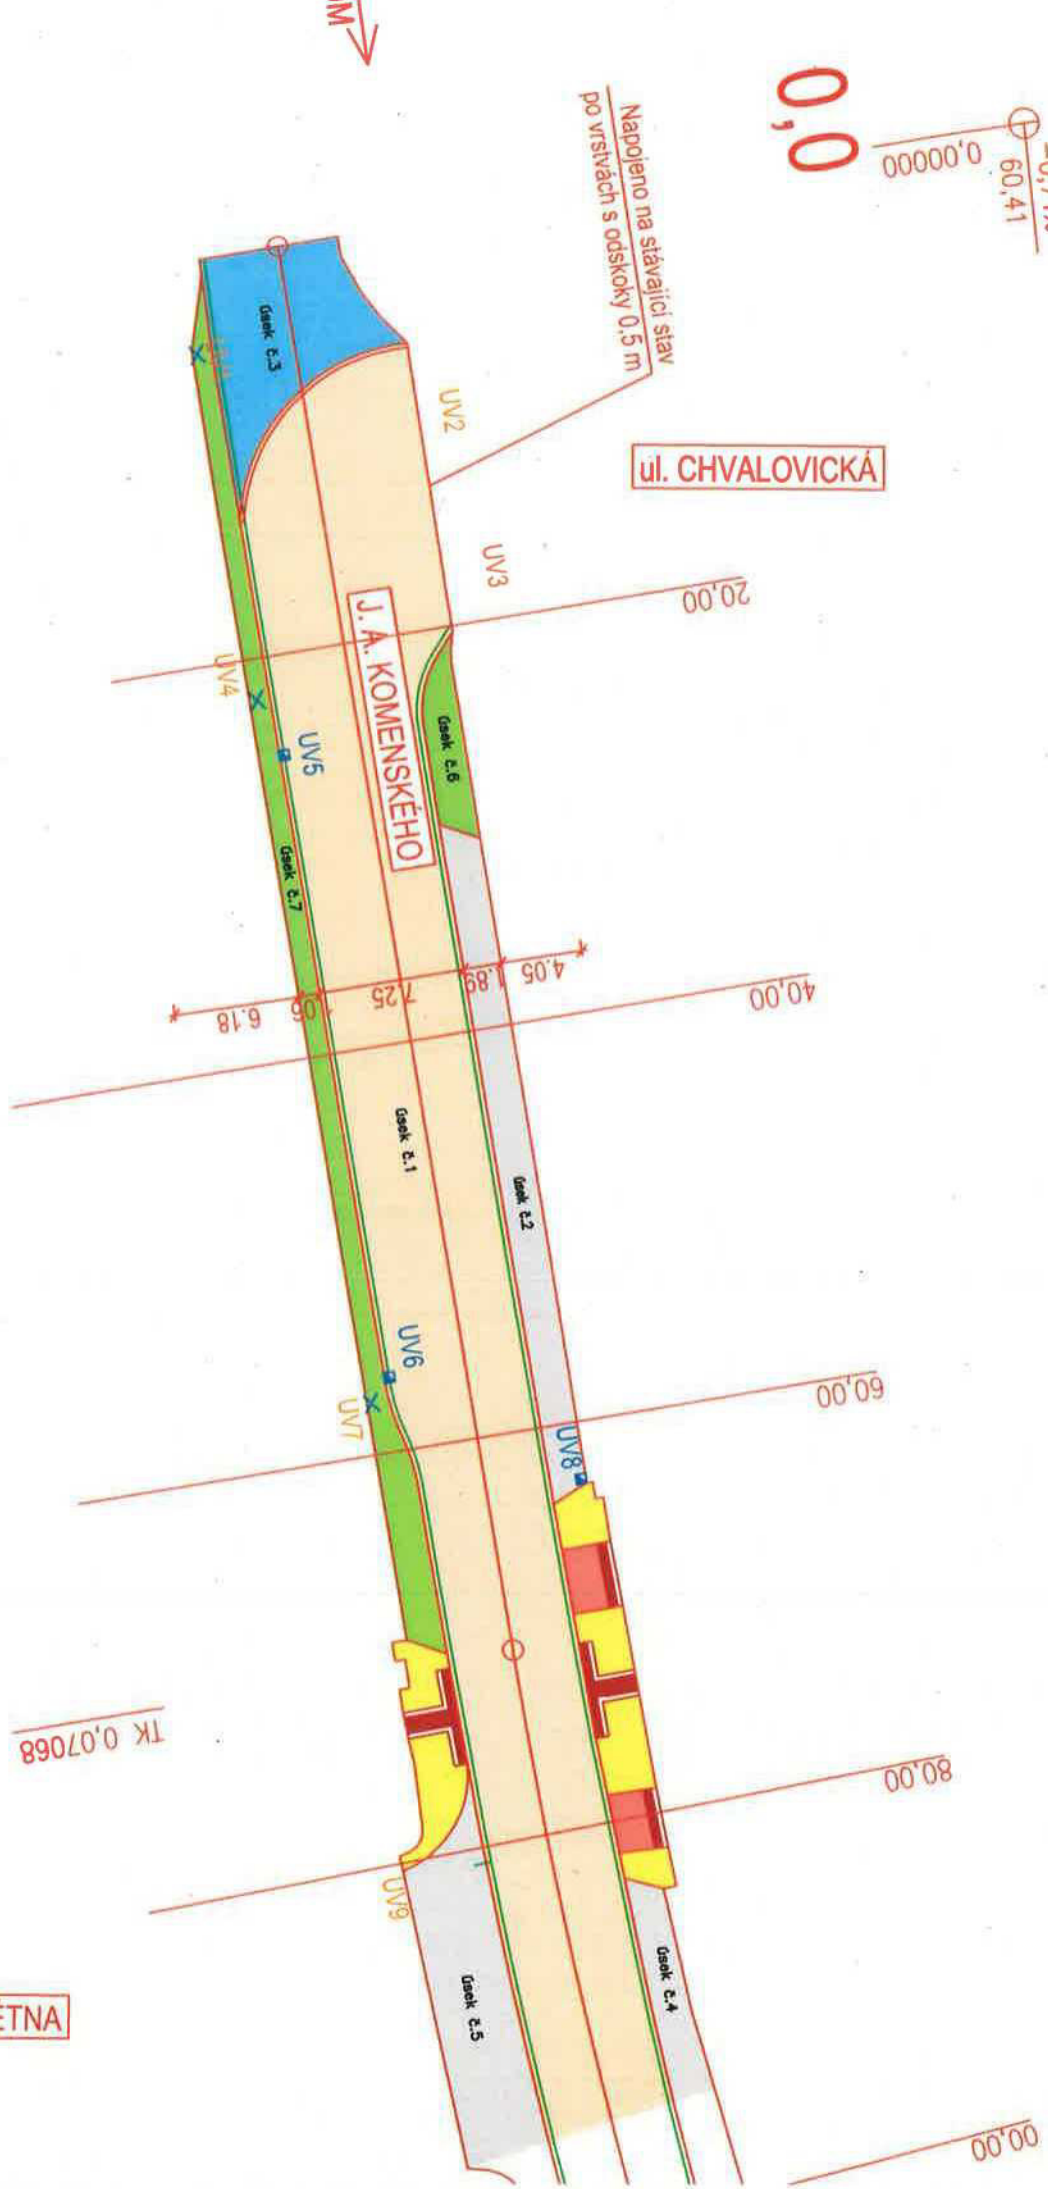 0,0
0,00000
60,41
Napojeno na stávající stav
po vrstvách s odskoky 0,5 m
ul. CHVALOVICKÁ
úsek č.3
UV2
UV3
20,00
J. A. KOMENSKÉHO
UV4
UV5
úsek č.6
úsek č.7
4.05
1.89
7.25
1.06
6.18
40,00
úsek č.1
úsek č.2
UV6
UV7
60,00
UV8
TK 0,07068
80,00
UV9
úsek č.4
úsek č.5
ETNA
00,00